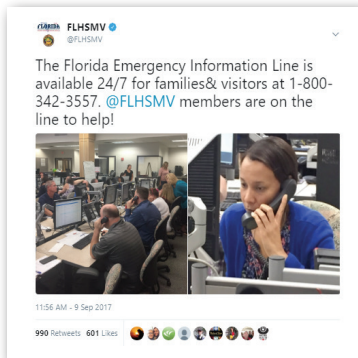 FLHSMV
@FLHSMV
The Florida Emergency Information Line is
available 24/7 for families& visitors at 1-800-
342-3557. @FLHSMV members are on the
line to help!
11:56 AM - 9 Sep 2017
990 Retweets 601 Likes